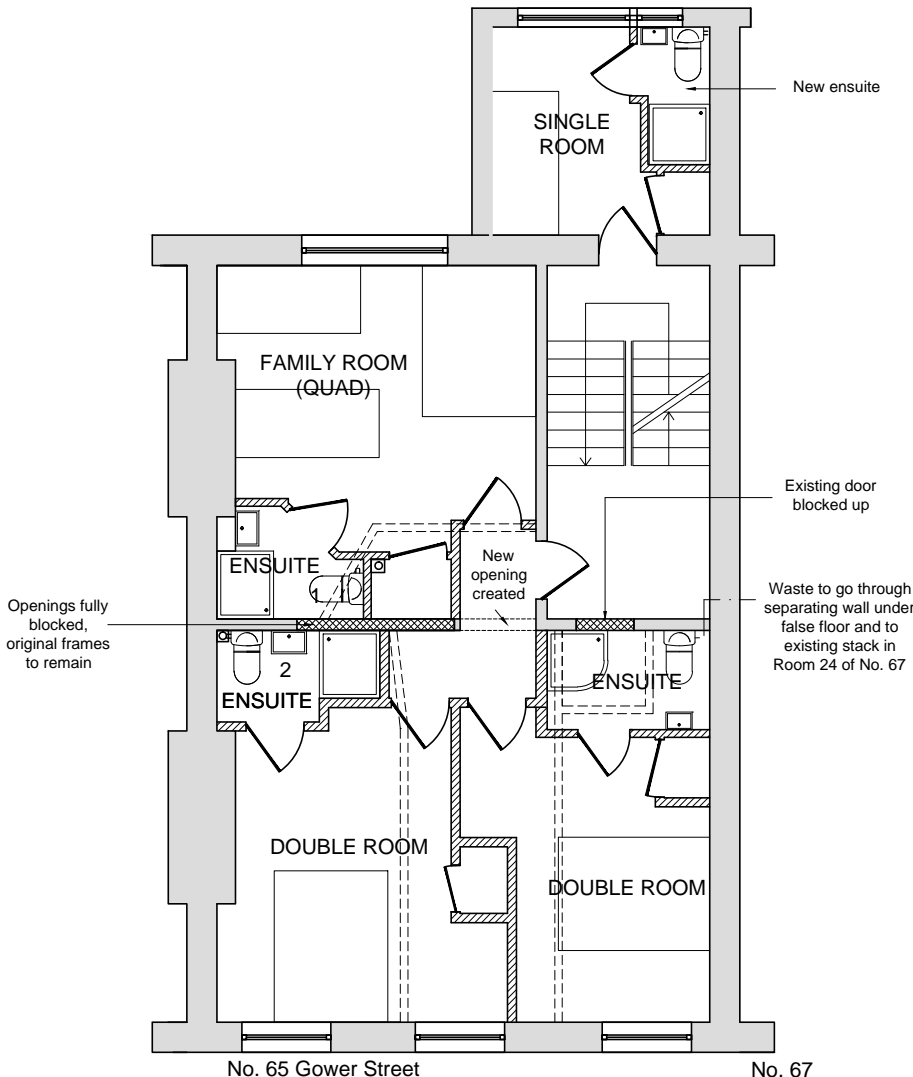 New ensuite
SINGLE
ROOM
FAMILY ROOM
(QUAD)
Existing door
blocked up
ENSUITE
1
New
opening
created
Openings fully
blocked,
original frames
to remain
Waste to go through
separating wall under
false floor and to
existing stack in
Room 24 of No. 67
2
ENSUITE
ENSUITE
DOUBLE ROOM
DOUBLE ROOM
No. 65 Gower Street
No. 67